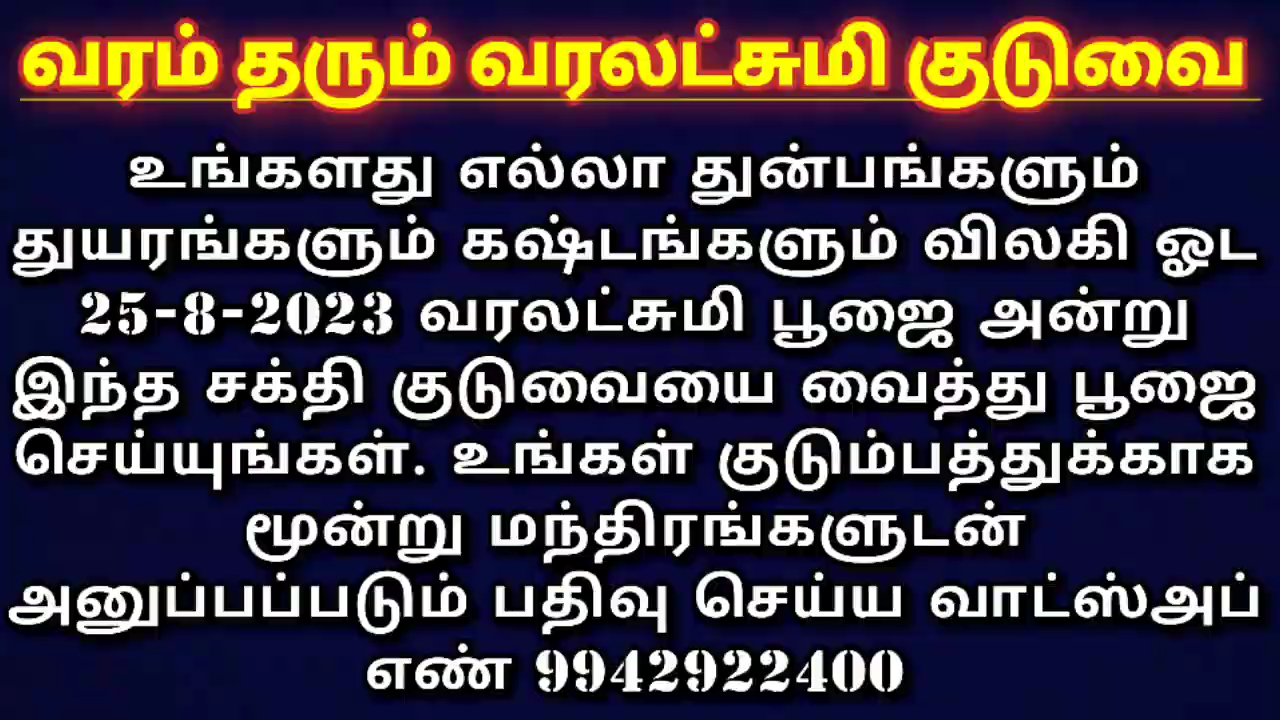 வரம் தரும் வரலட்சுமி குடுவை
உங்களது எல்லா துன்பங்களும்
துயரங்களும் கஷ்டங்களும் விலகி ஓட
25-8-2023 வரலட்சுமி பூஜை அன்று
இந்த சக்தி குடுவையை வைத்து பூஜை
செய்யுங்கள். உங்கள் குடும்பத்துக்காக
மூன்று மந்திரங்களுடன்
அனுப்பப்படும் பதிவு செய்ய வாட்ஸ்அப்
எண் 9942922400